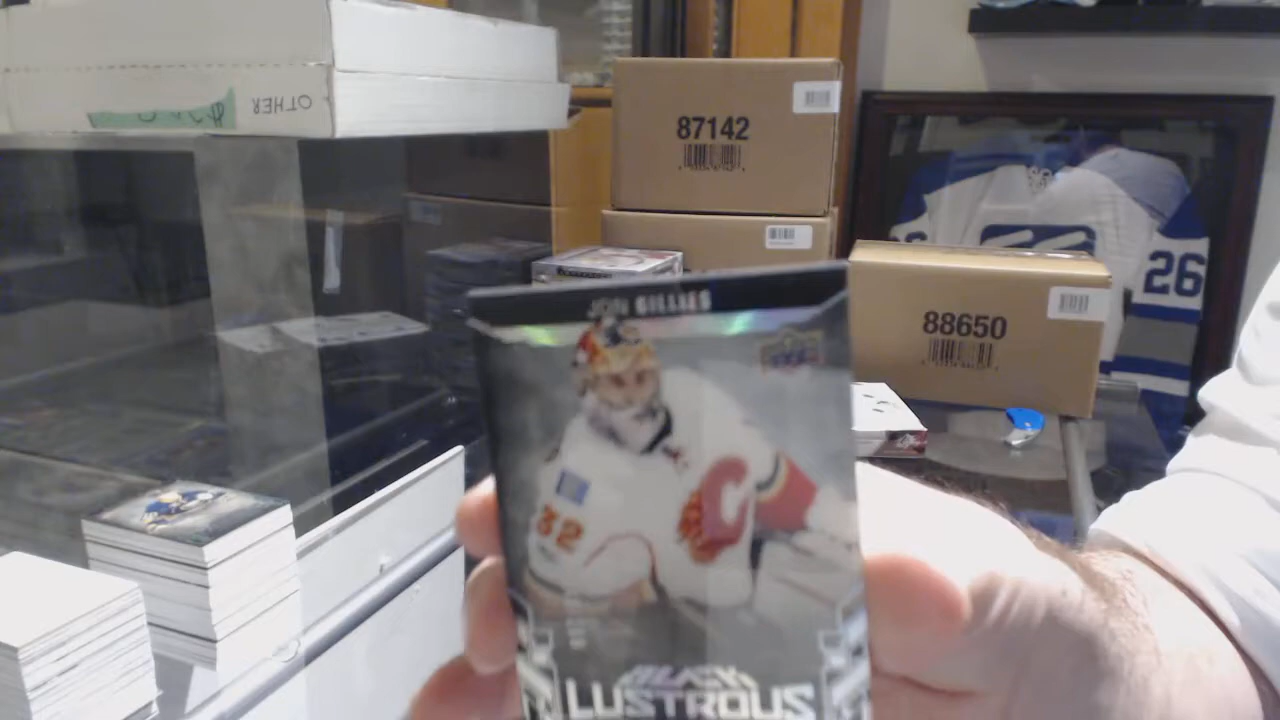 OTHER
87142
26
88650
JON GILLIES
32
C
BLACK
LUSTROUS